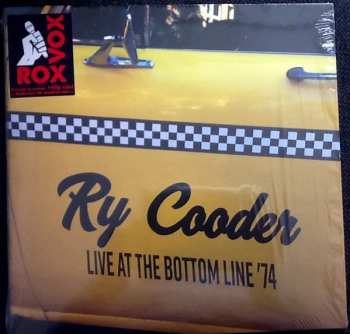 ROX
VOX
Ry Cooder
LIVE AT THE BOTTOM LINE '74